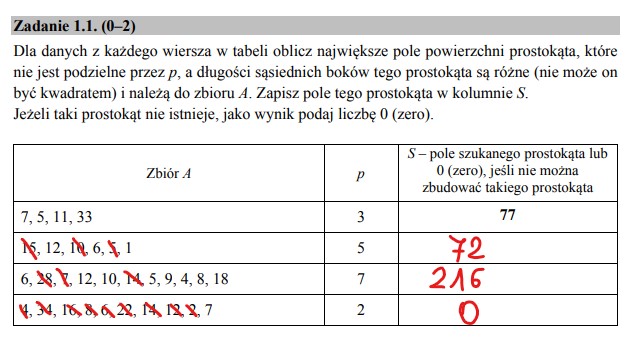 Zadanie 1.1. (0–2)
Dla danych z każdego wiersza w tabeli oblicz największe pole powierzchni prostokąta, które
nie jest podzielne przez p, a długości sąsiednich boków tego prostokąta są różne (nie może on
być kwadratem) i należą do zbioru A. Zapisz pole tego prostokąta w kolumnie S.
Jeżeli taki prostokąt nie istnieje, jako wynik podaj liczbę 0 (zero).
Zbiór A
p
S – pole szukanego prostokąta lub
0 (zero), jeśli nie można
zbudować takiego prostokąta
7, 5, 11, 33 3 77
15, 12, 10, 6, 5, 1 5 72
6, 28, 7, 12, 10, 14, 5, 9, 4, 8, 18 7 216
4, 34, 16, 8, 6, 22, 14, 12, 2, 7 2 0